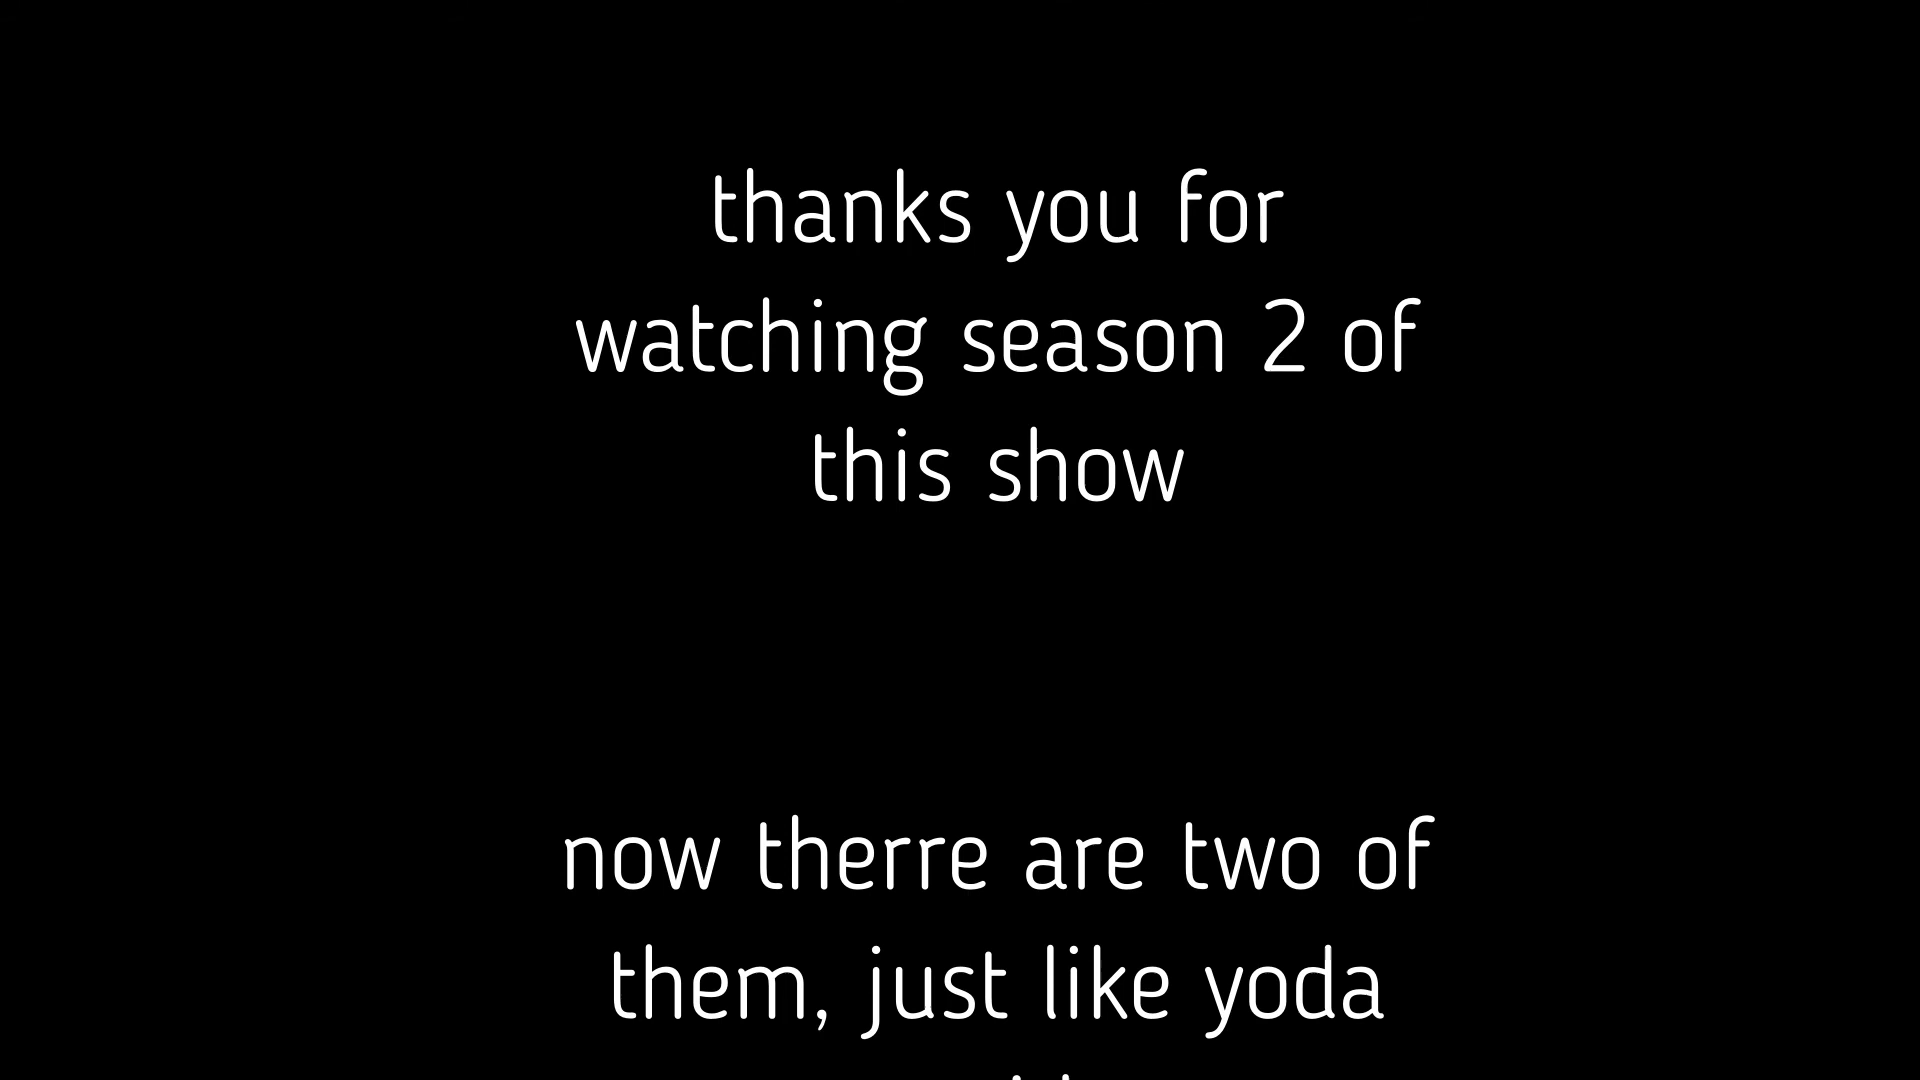 thanks you for
watching season 2 of
this show
now therre are two of
them, just like yoda